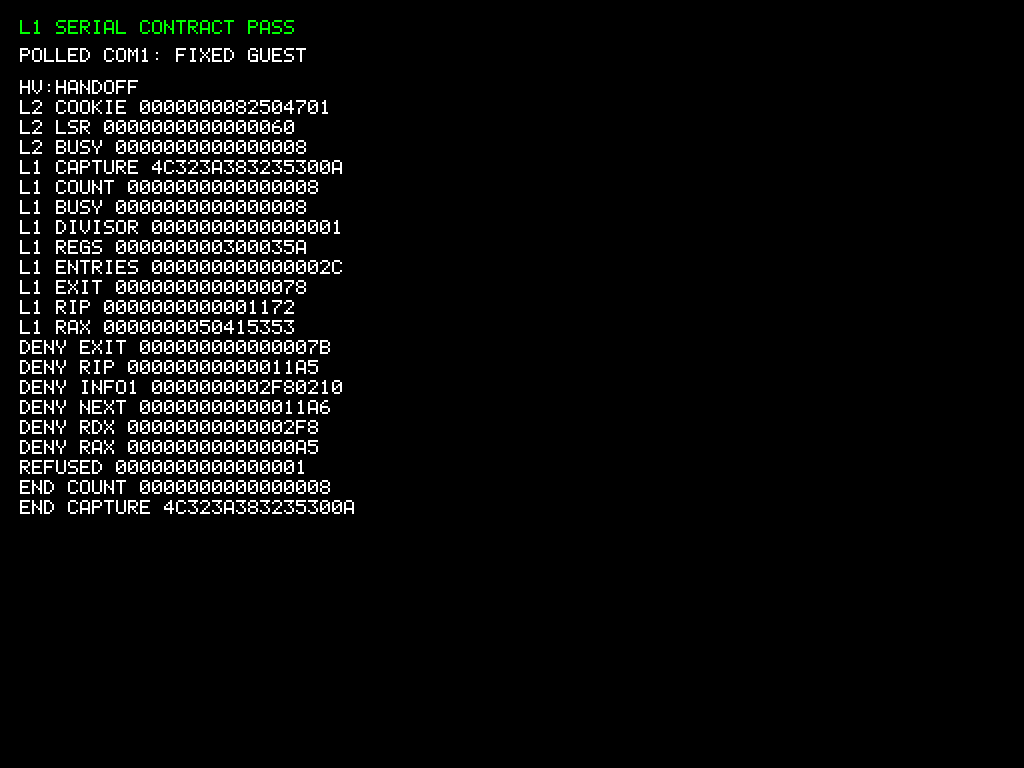 L1 SERIAL CONTRACT PASS
POLLED COM1: FIXED GUEST
HV:HANDOFF
L2 COOKIE 0000000082504701
L2 LSR 0000000000000060
L2 BUSY 0000000000000008
L1 CAPTURE 4C323A383235300A
L1 COUNT 0000000000000008
L1 BUSY 0000000000000008
L1 DIVISOR 0000000000000001
L1 REGS 000000000300035A
L1 ENTRIES 000000000000002C
L1 EXIT 0000000000000078
L1 RIP 0000000000001172
L1 RAX 0000000050415353
DENY EXIT 000000000000007B
DENY RIP 00000000000011A5
DENY INFO1 0000000002F80210
DENY NEXT 00000000000011A6
DENY RDX 00000000000002F8
DENY RAX 00000000000000A5
REFUSED 0000000000000001
END COUNT 0000000000000008
END CAPTURE 4C323A383235300A